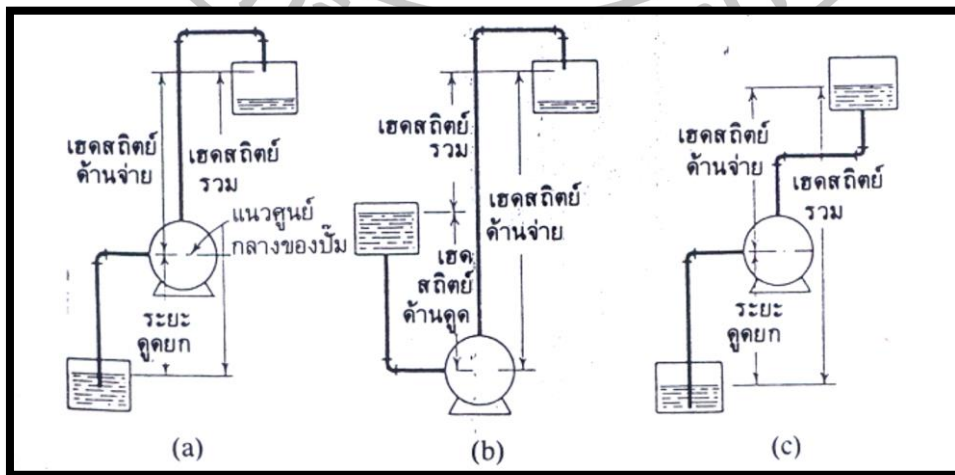 เฮดสถิตย์
ด้านจ่าย
เฮดสถิตย์
รวม
แนวศูนย์
กลางของปั๊ม
ระยะ
ดูดยก
(a)
เฮดสถิตย์
รวม
เฮดสถิตย์
ด้านจ่าย
เฮด
สถิตย์
ด้านดูด
(b)
เฮดสถิตย์
ด้านจ่าย
เฮดสถิตย์
รวม
ระยะ
ดูดยก
(c)